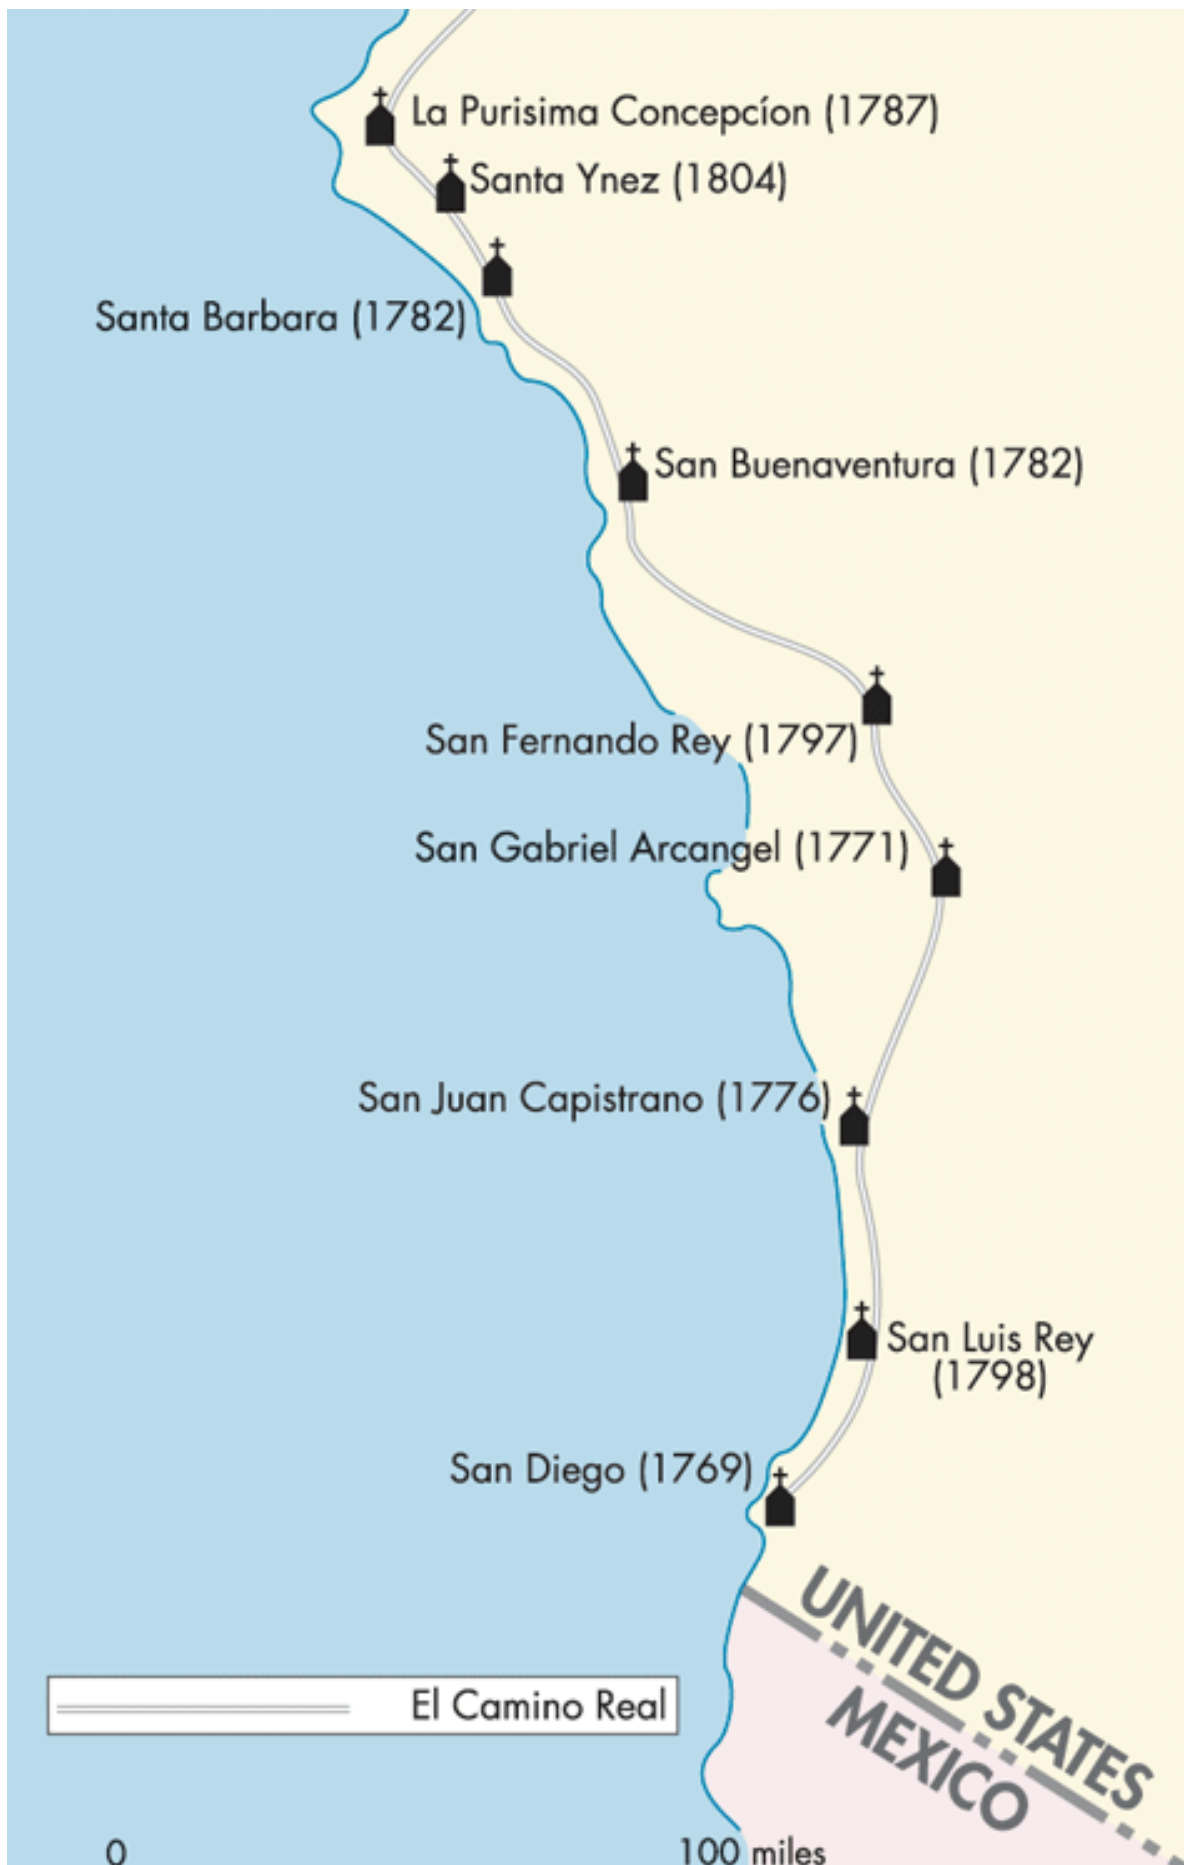 La Purisima Concepcíon (1787)
Santa Ynez (1804)
Santa Barbara (1782)
San Buenaventura (1782)
San Fernando Rey (1797)
San Gabriel Arcangel (1771)
San Juan Capistrano (1776)
San Luis Rey
(1798)
San Diego (1769)
UNITED STATES
MEXICO
El Camino Real
0 100 miles